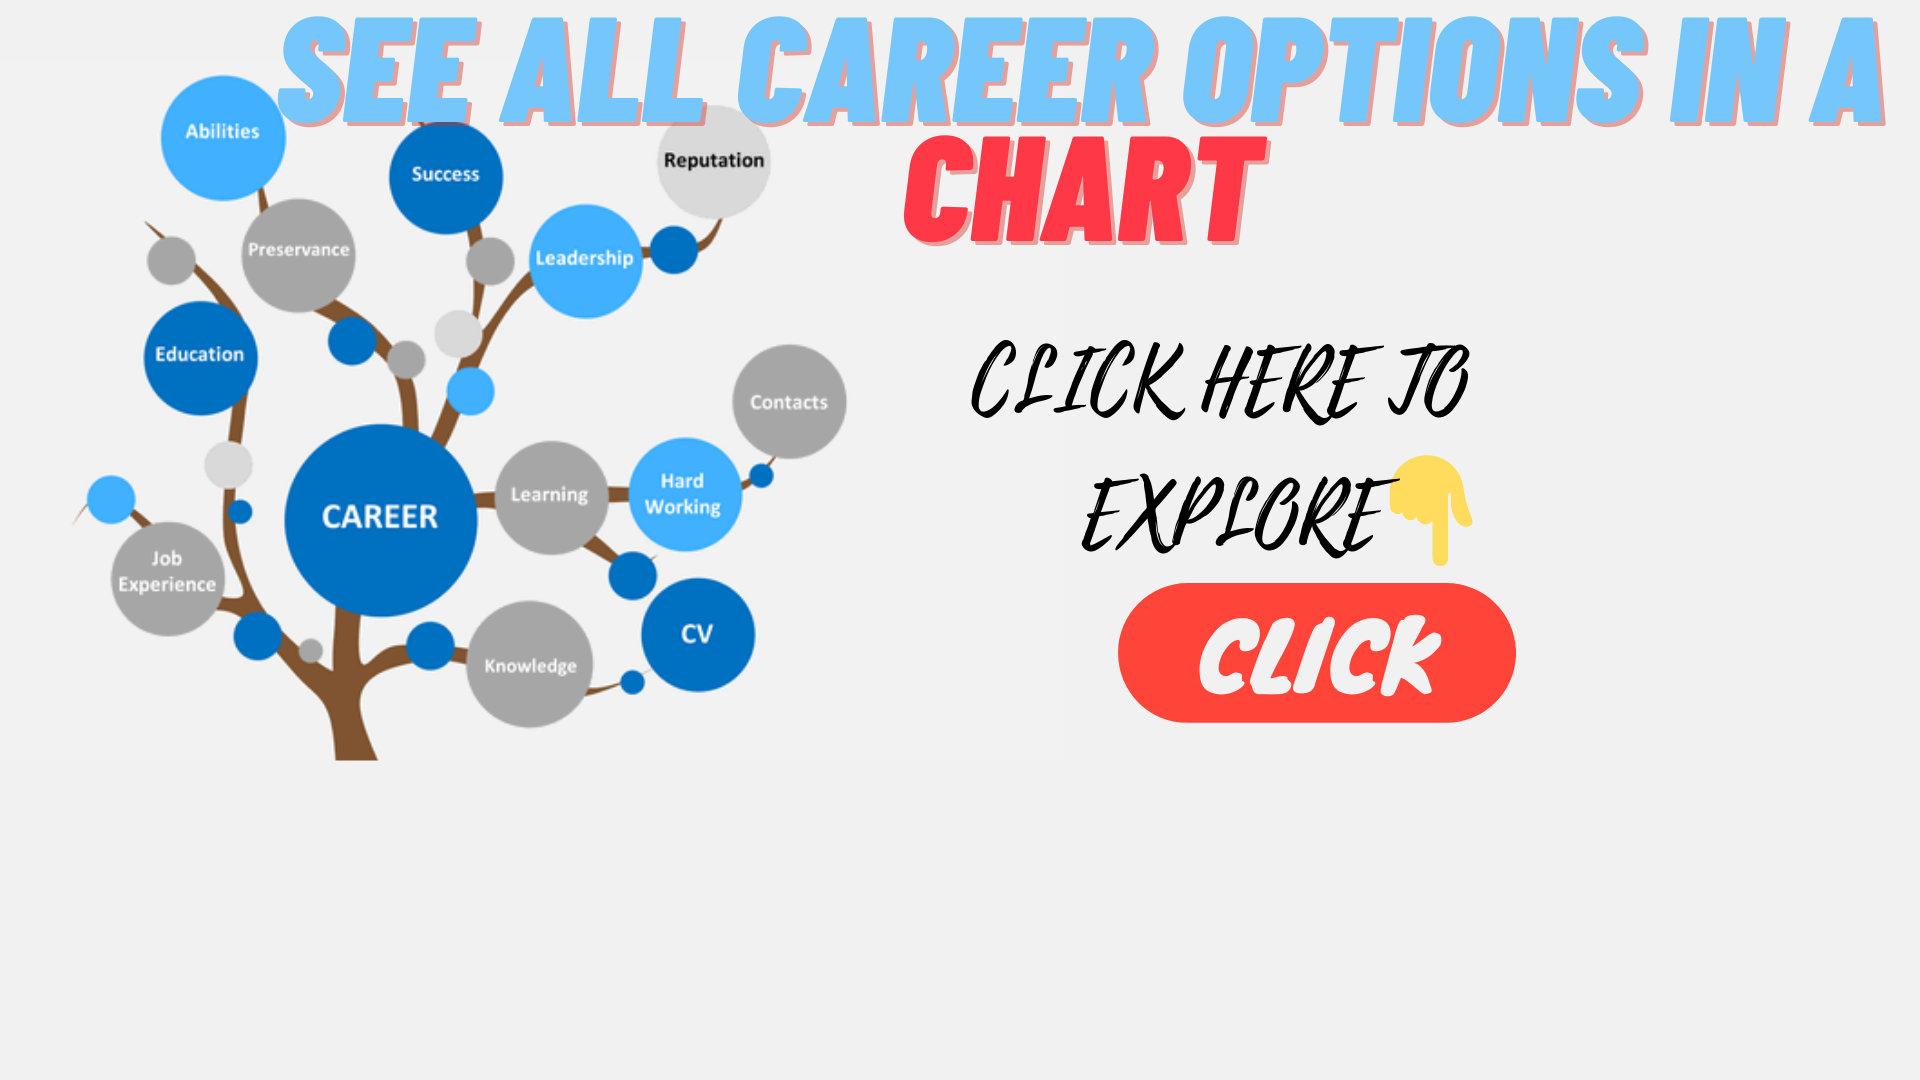 SEE ALL CAREER OPTIONS IN A
CHART
Abilities
Success
Reputation
Preservance
Leadership
Education
Contacts
CAREER
Learning
Hard
Working
Job
Experience
CV
Knowledge
CLICK HERE TO
EXPLORE👇
CLICK